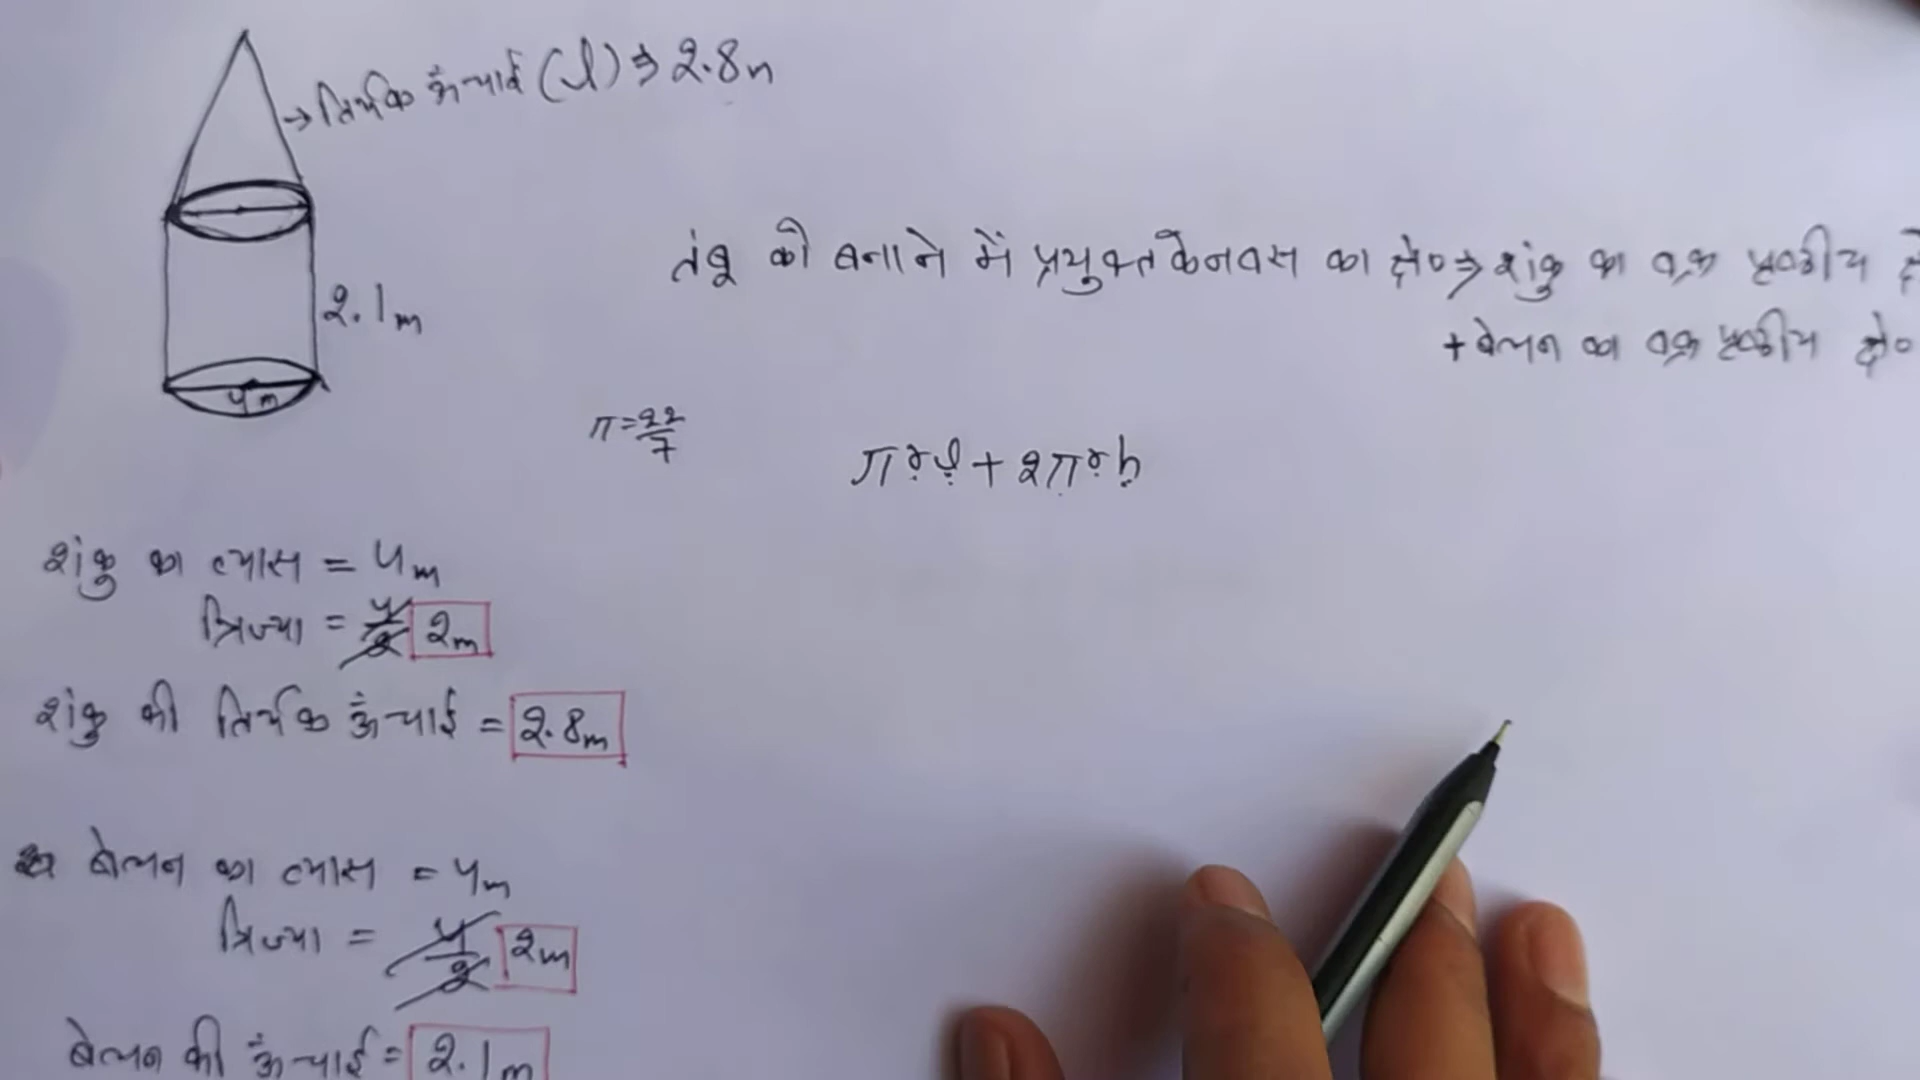 → तिर्यक ऊँचाई (l) ⇒ 2.8m
2.1m
4m
तंबू को बनाने में प्रयुक्त कैनवस का क्षे० ⇒ शंकु का वक्र पृष्ठीय
+ बेलन का वक्र पृष्ठीय क्षे०
π = 22/7
πrl + 2πrh
शंकु का व्यास = 4m
त्रिज्या = 4/2 2m
शंकु की तिर्यक ऊँचाई = 2.8m
बेलन का व्यास = 4m
त्रिज्या = 4/2 2m
बेलन की ऊँचाई = 2.1m